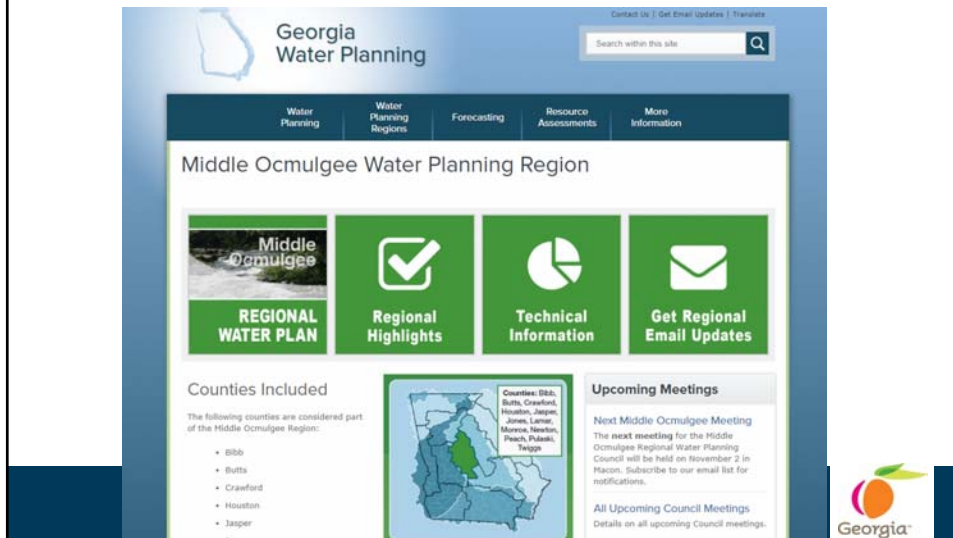 Contact Us | Get Email Updates | Translate
Georgia
Water Planning
Search within this site
Water
Planning
Water
Planning
Regions
Forecasting
Resource
Assessments
More
Information
Middle Ocmulgee Water Planning Region
Middle
Ocmulgee
REGIONAL
WATER PLAN
Regional
Highlights
Technical
Information
Get Regional
Email Updates
Counties Included
The following counties are considered part
of the Middle Ocmulgee Region:
• Bibb
• Butts
• Crawford
• Houston
• Jasper
Counties: Bibb,
Butts, Crawford,
Houston, Jasper,
Jones, Lamar,
Monroe, Newton,
Peach, Pulaski,
Twiggs
Upcoming Meetings
Next Middle Ocmulgee Meeting
The next meeting for the Middle
Ocmulgee Regional Water Planning
Council will be held on November 2 in
Macon. Subscribe to our email list for
notifications.
All Upcoming Council Meetings
Details on all upcoming Council meetings.
Georgia